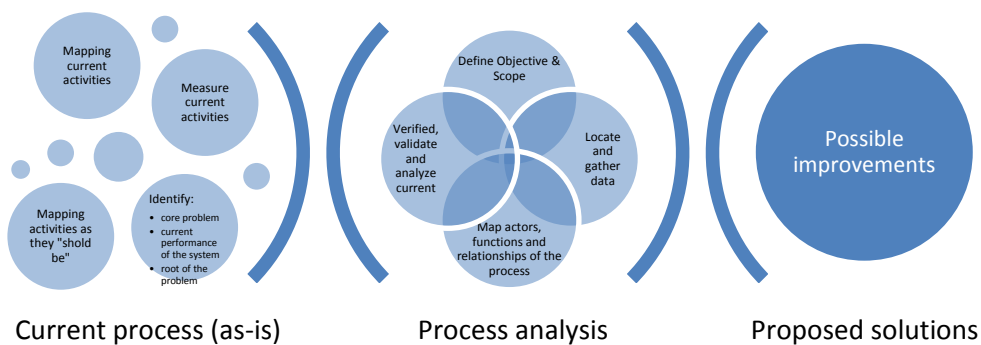 Mapping
current
activities
Measure
current
activities
Mapping
activities as
they "shold
be"
Identify:
• core problem
• current
performance
of the system
• root of the
problem
Current process (as-is)
Define Objective &
Scope
Verified,
validate
and
analyze
current
Locate
and
gather
data
Map actors,
functions and
relationships of the
process
Process analysis
Possible
improvements
Proposed solutions